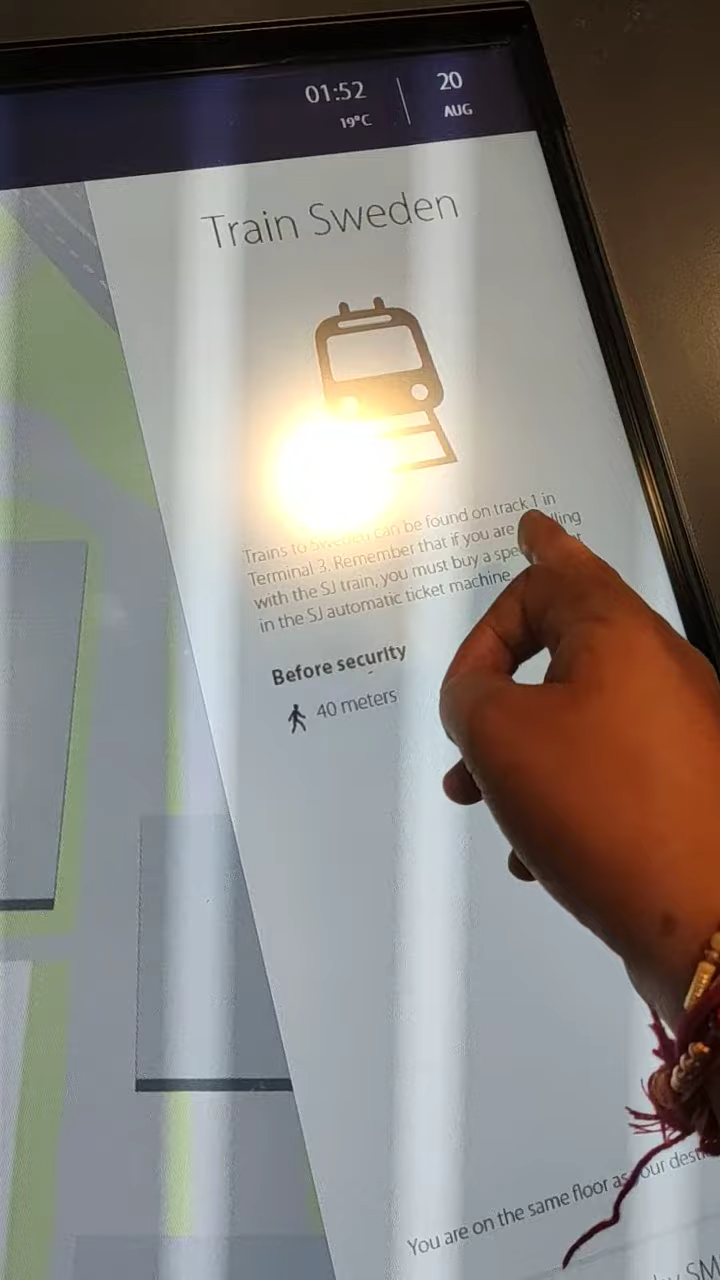 01:52
20
19°C
AUG
Train Sweden
Trains to Sweden can be found on track 1 in
Terminal 3. Remember that if you are
with the SJ train, you must buy a
in the SJ automatic ticket machine.
Before security
40 meters
You are on the same floor as your
SM